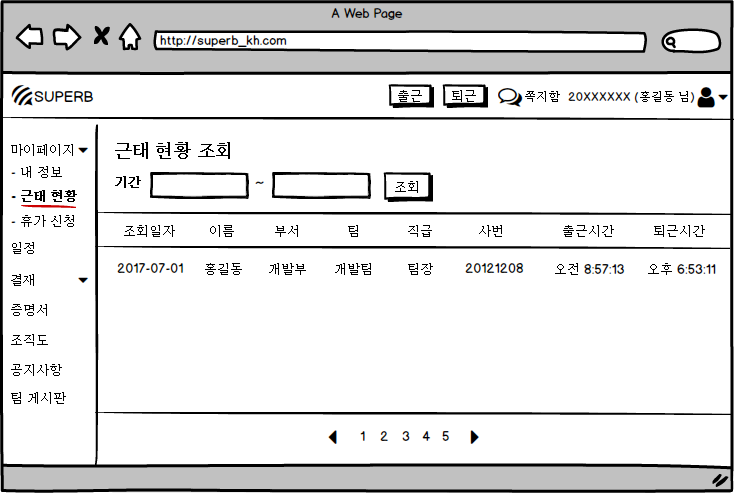 A Web Page
http://superb_kh.com
SUPERB
출근 퇴근 쪽지함 20XXXXXX (홍길동 님)
마이페이지
- 내 정보
- 근태 현황
- 휴가 신청
일정
결재
증명서
조직도
공지사항
팀 게시판
근태 현황 조회
기간 ~ 조회
조회일자 이름 부서 팀 직급 사번 출근시간 퇴근시간
2017-07-01 홍길동 개발부 개발팀 팀장 20121208 오전 8:57:13 오후 6:53:11
1 2 3 4 5